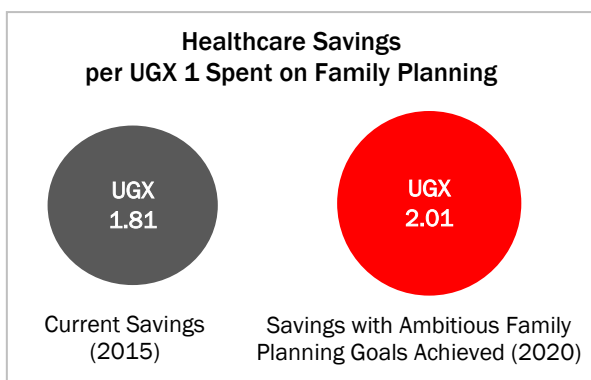 Healthcare Savings
per UGX 1 Spent on Family Planning
UGX
1.81
UGX
2.01
Current Savings
(2015)
Savings with Ambitious Family
Planning Goals Achieved (2020)